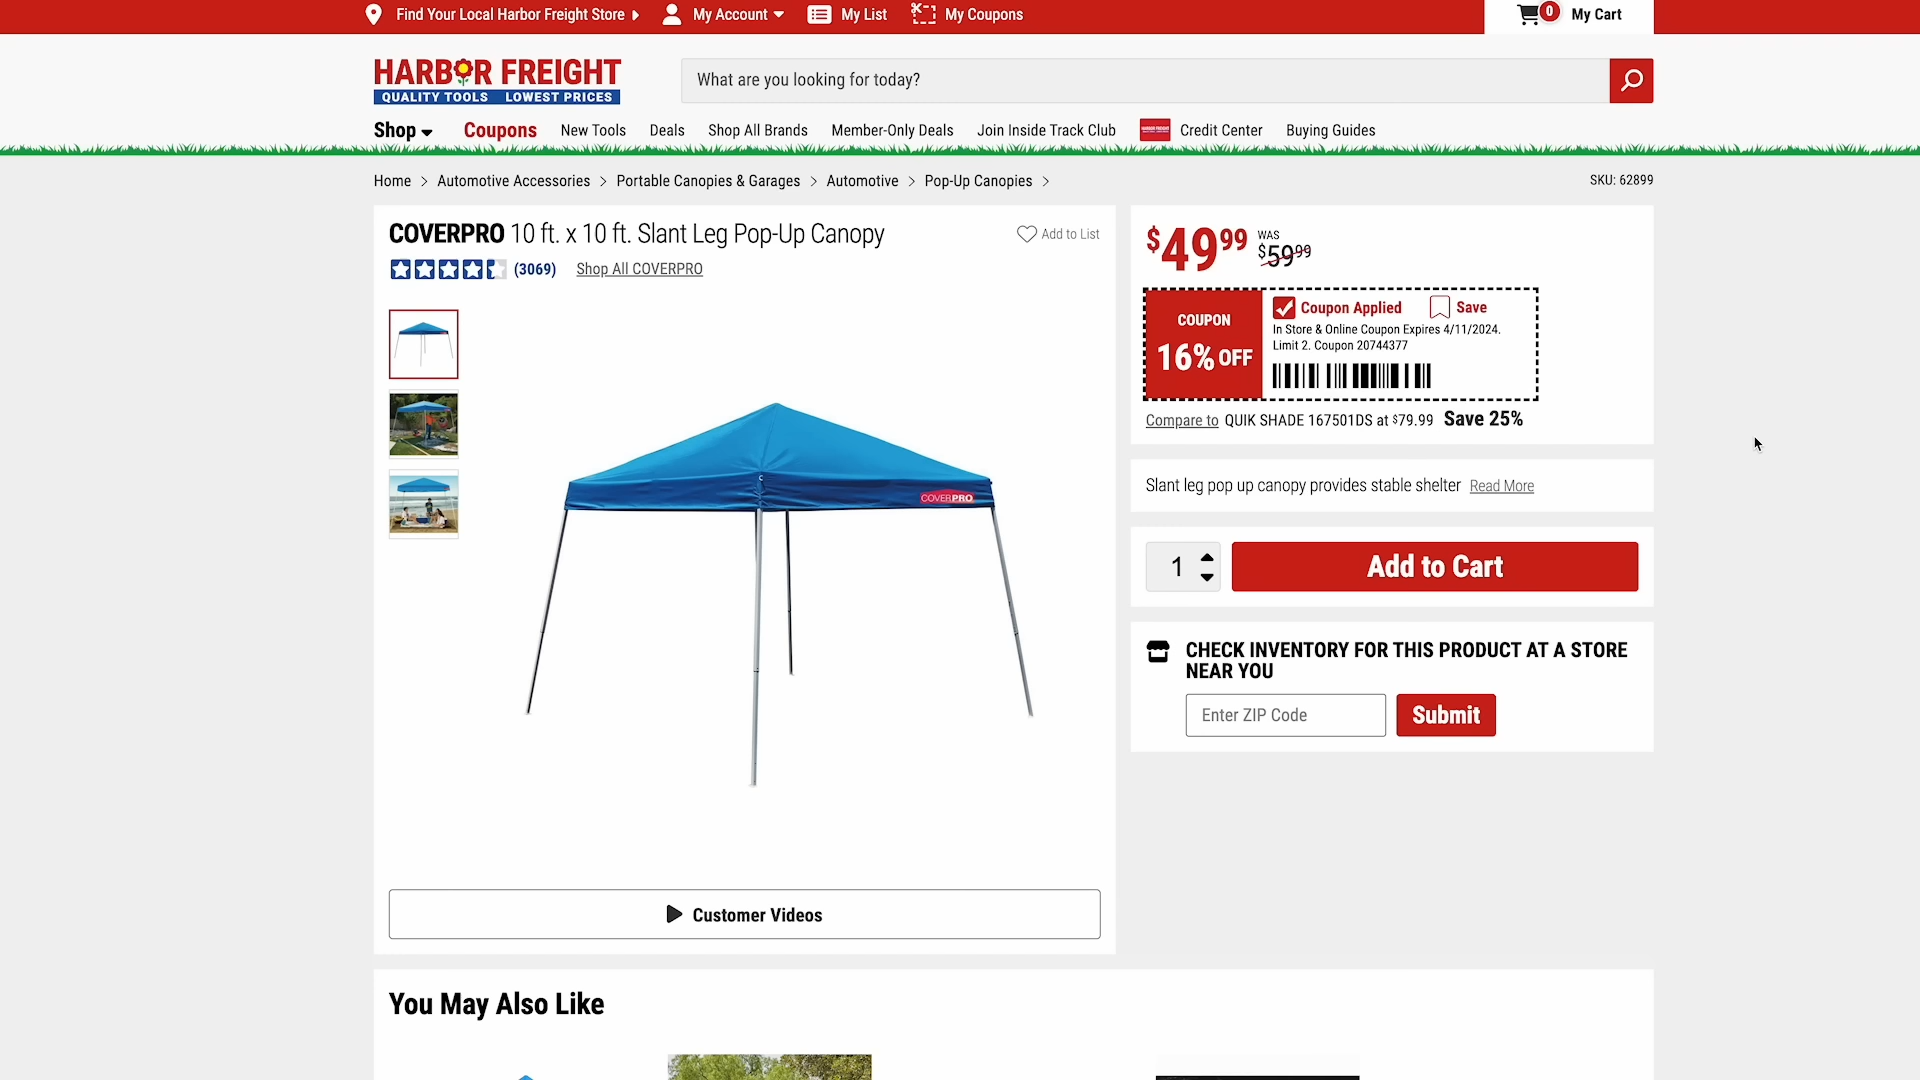 Find Your Local Harbor Freight Store
My Account
My List
My Coupons
0
My Cart
HARBOR FREIGHT
QUALITY TOOLS LOWEST PRICES
What are you looking for today?
Shop
Coupons
New Tools
Deals
Shop All Brands
Member-Only Deals
Join Inside Track Club
Credit Center
Buying Guides
Home > Automotive Accessories > Portable Canopies & Garages > Automotive > Pop-Up Canopies >
SKU: 62899
COVERPRO 10 ft. x 10 ft. Slant Leg Pop-Up Canopy
Add to List
(3069)
Shop All COVERPRO
COVERPRO
Customer Videos
$49 99
WAS
$59 99
COUPON
16% OFF
Coupon Applied
Save
In Store & Online Coupon Expires 4/11/2024.
Limit 2. Coupon 20744377
Compare to QUIK SHADE 167501DS at $79.99 Save 25%
Slant leg pop up canopy provides stable shelter Read More
1
Add to Cart
CHECK INVENTORY FOR THIS PRODUCT AT A STORE
NEAR YOU
Enter ZIP Code
Submit
You May Also Like